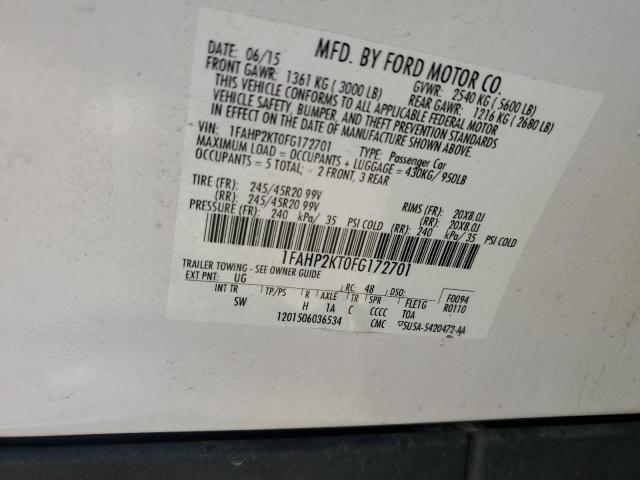 MFD. BY FORD MOTOR CO.
DATE: 06/15 GVWR: 2540 KG (5600 LB)
FRONT GAWR: 1361 KG (3000 LB) REAR GAWR: 1216 KG (2680 LB)
THIS VEHICLE CONFORMS TO ALL APPLICABLE FEDERAL MOTOR
VEHICLE SAFETY, BUMPER, AND THEFT PREVENTION STANDARDS
IN EFFECT ON THE DATE OF MANUFACTURE SHOWN ABOVE.
VIN: 1FAHP2KT0FG172701 TYPE: Passenger Car
MAXIMUM LOAD = OCCUPANTS + LUGGAGE = 430KG/950LB
OCCUPANTS = 5 TOTAL; - 2 FRONT, 3 REAR
TIRE (FR): 245/45R20 99V RIMS (FR): 20X8.0J
(RR): 245/45R20 99V (RR): 20X8.0J
PRESSURE (FR): 240 kPa/ 35 PSI COLD (RR) 240 kPa/ 35 PSI COLD
1FAHP2KT0FG172701
TRAILER TOWING - SEE OWNER GUIDE
EXT PNT: UG RC: 48 DSO: F0094
R0110
INT TR TP/PS R AXLE TR SPR FLETG
SW H 1A C CCCC TOA
1201506036534 CMC 5U5A-5420472-AA